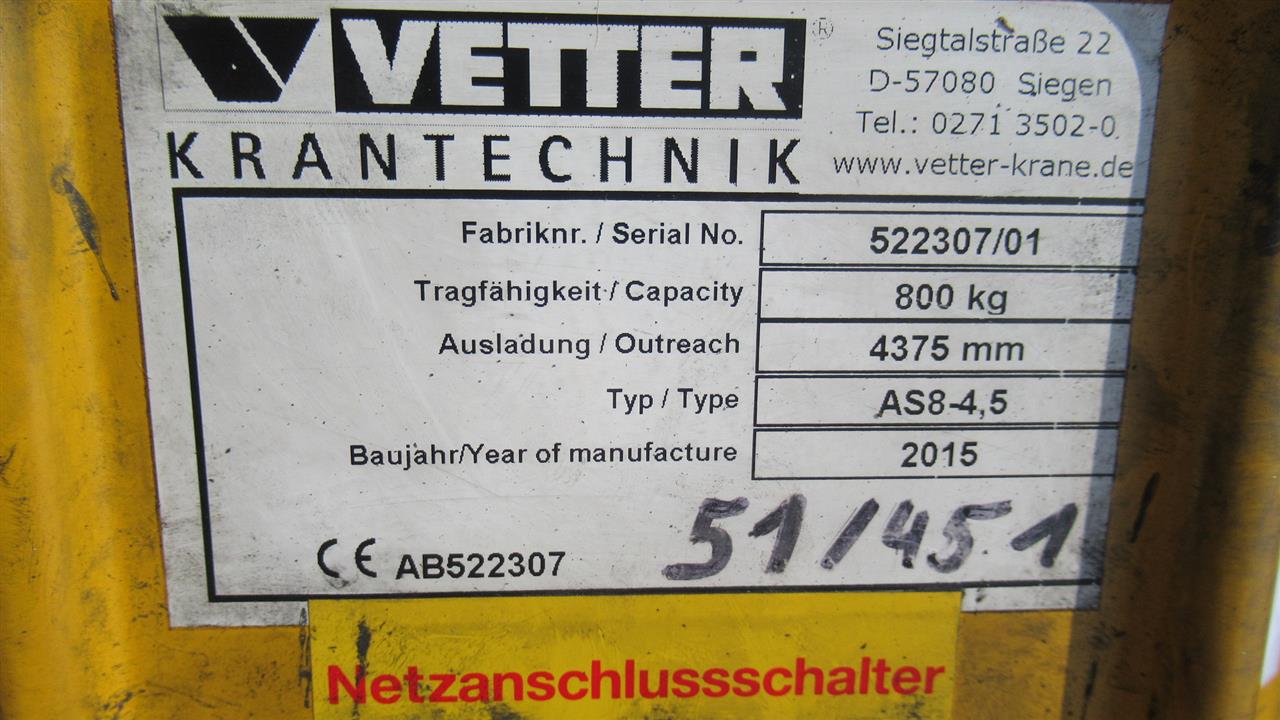 VETTER®
KRANTECHNIK
Siegtalstraße 22
D-57080 Siegen
Tel.: 0271 3502-0
www.vetter-krane.de
Fabriknr. / Serial No. 522307/01
Tragfähigkeit / Capacity 800 kg
Ausladung / Outreach 4375 mm
Typ / Type AS8-4,5
Baujahr/Year of manufacture 2015
CE AB522307 51/45.1
Netzanschlussschalter